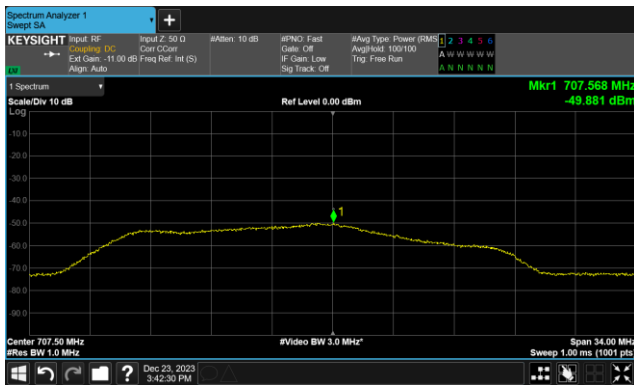 Spectrum Analyzer 1
Swept SA
KEYSIGHT Input: RF Input Z: 50 Ω #Atten: 10 dB #PNO: Fast #Avg Type: Power (RMS 1 2 3 4 5 6
Coupling: DC Corr CCorr Gate: Off Avg|Hold: 100/100 A W W W W W
Ext Gain: -11.00 dB Freq Ref: Int (S) IF Gain: Low Trig: Free Run
Align: Auto Sig Track: Off A N N N N N
1 Spectrum Mkr1 707.568 MHz
Scale/Div 10 dB Ref Level 0.00 dBm -49.881 dBm
Log
-10.0
-20.0
-30.0
-40.0
1
-50.0
-60.0
-70.0
-80.0
-90.0
Center 707.50 MHz #Video BW 3.0 MHz* Span 34.00 MHz
#Res BW 1.0 MHz Sweep 1.00 ms (1001 pts)
? Dec 23, 2023
3:42:30 PM